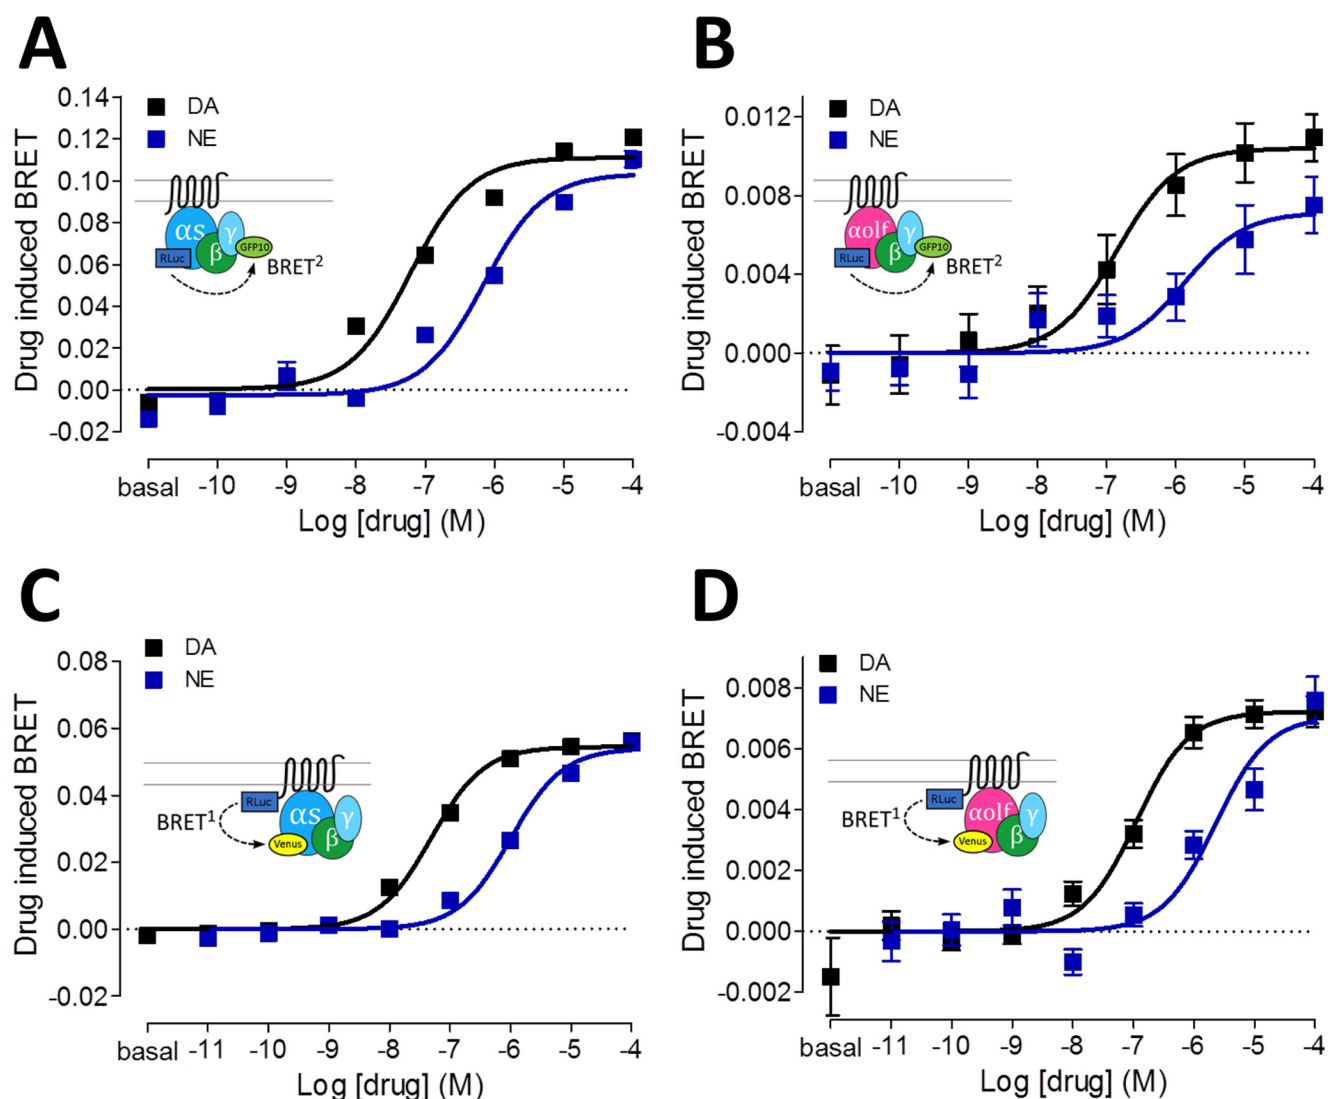 A
Drug induced BRET
0.14
0.12
0.10
0.08
0.06
0.04
0.02
0.00
-0.02
DA
NE
αs
β
γ
RLuc
GFP10
BRET²
basal -10 -9 -8 -7 -6 -5 -4
Log [drug] (M)
B
Drug induced BRET
0.012
0.008
0.004
0.000
-0.004
DA
NE
αolf
β
γ
RLuc
GFP10
BRET²
basal -10 -9 -8 -7 -6 -5 -4
Log [drug] (M)
C
Drug induced BRET
0.08
0.06
0.04
0.02
0.00
-0.02
DA
NE
RLuc
BRET¹
αs
β
γ
Venus
basal -11 -10 -9 -8 -7 -6 -5 -4
Log [drug] (M)
D
Drug induced BRET
0.008
0.006
0.004
0.002
0.000
-0.002
DA
NE
RLuc
BRET¹
αolf
β
γ
Venus
basal -11 -10 -9 -8 -7 -6 -5 -4
Log [drug] (M)